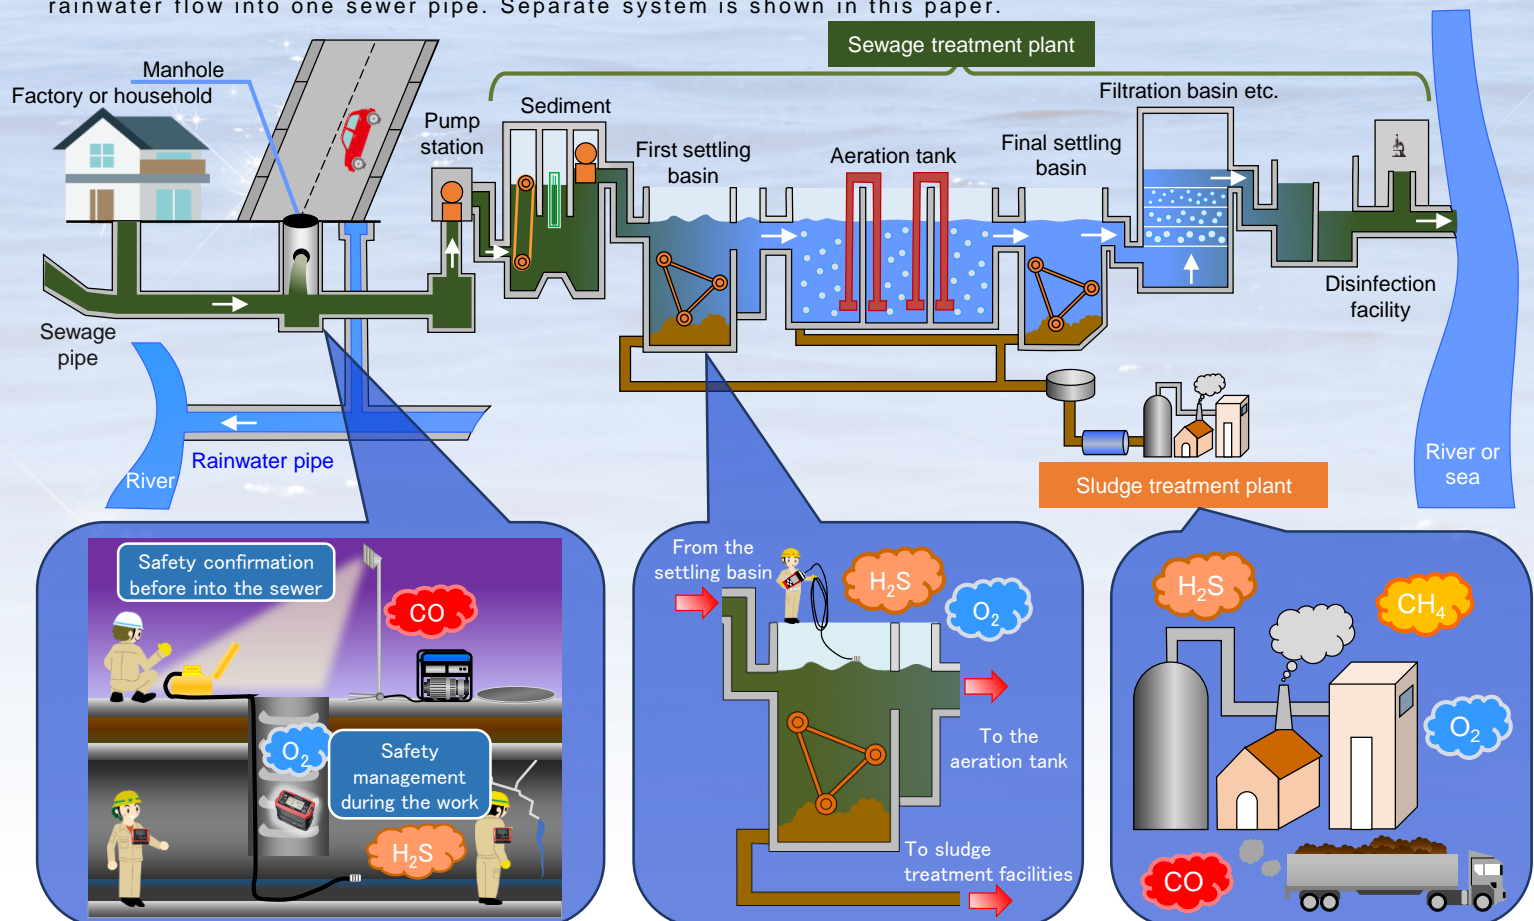 rainwater flow into one sewer pipe. Separate system is shown in this paper.
Sewage treatment plant
Manhole
Factory or household
Pump
station
Sediment
First settling
basin
Aeration tank
Final settling
basin
Filtration basin etc.
Disinfection
facility
Sewage
pipe
River
Rainwater pipe
River or
sea
Sludge treatment plant
Safety confirmation
before into the sewer
CO
O₂
Safety
management
during the work
H₂S
From the
settling basin
H₂S
O₂
To the
aeration tank
To sludge
treatment facilities
H₂S
CH₄
O₂
CO